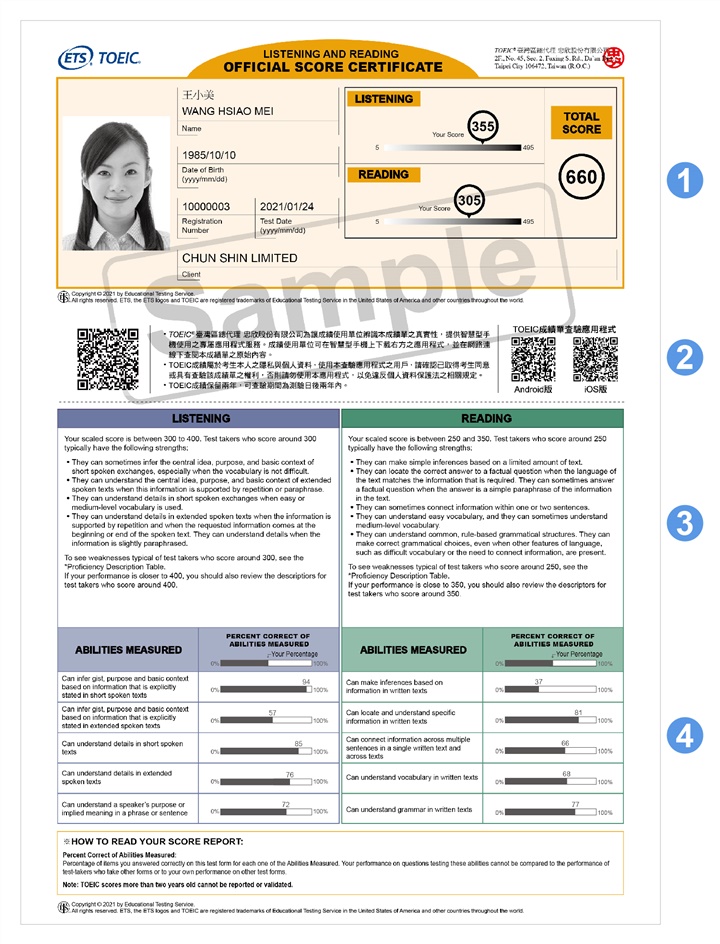 ETS TOEIC
LISTENING AND READING
OFFICIAL SCORE CERTIFICATE
TOEIC® 臺灣區總代理 忠欣股份有限公
2F., No. 45, Sec. 2, Fuxing S. Rd., Da'an
Taipei City 106472, Taiwan (R.O.C.)
王小美
WANG HSIAO MEI
Name
1985/10/10
Date of Birth
(yyyy/mm/dd)
10000003
Registration
Number
2021/01/24
Test Date
(yyyy/mm/dd)
CHUN SHIN LIMITED
Client
LISTENING
Your Score
355
5
495
READING
Your Score
305
5
495
TOTAL
SCORE
660
1
Sample
Copyright © 2021 by Educational Testing Service.
All rights reserved. ETS, the ETS logos and TOEIC are registered trademarks of Educational Testing Service in the United States of America and other countries throughout the world.
• TOEIC® 臺灣區總代理 忠欣股份有限公司為讓成績使用單位辨識本成績單之真實性，提供智慧型手
機使用之專屬應用程式服務。成績使用單位可在智慧型手機上下載右方之應用程式，並在網路連
線下查閱本成績單之原始內容。
• TOEIC成績屬於考生本人之隱私與個人資料，使用本查驗應用程式之用戶，請確認已取得考生同意
或具有查驗該成績單之權利，否則請勿使用本應用程式，以免違反個人資料保護法之相關規定。
• TOEIC成績保留兩年，可查驗期間為測驗日後兩年內。
TOEIC成績單查驗應用程式
Android版
iOS版
2
LISTENING
Your scaled score is between 300 to 400. Test takers who score around 300
typically have the following strengths:
• They can sometimes infer the central idea, purpose, and basic context of
short spoken exchanges, especially when the vocabulary is not difficult.
• They can understand the central idea, purpose, and basic context of extended
spoken texts when this information is supported by repetition or paraphrase.
• They can understand details in short spoken exchanges when easy or
medium-level vocabulary is used.
• They can understand details in extended spoken texts when the information is
supported by repetition and when the requested information comes at the
beginning or end of the spoken text. They can understand details when the
information is slightly paraphrased.
To see weaknesses typical of test takers who score around 300, see the
*Proficiency Description Table.
If your performance is closer to 400, you should also review the descriptors for
test takers who score around 400.
READING
Your scaled score is between 250 and 350. Test takers who score around 250
typically have the following strengths:
• They can make simple inferences based on a limited amount of text.
• They can locate the correct answer to a factual question when the language of
the text matches the information that is required. They can sometimes answer
a factual question when the answer is a simple paraphrase of the information
in the text.
• They can sometimes connect information within one or two sentences.
• They can understand easy vocabulary, and they can sometimes understand
medium-level vocabulary.
• They can understand common, rule-based grammatical structures. They can
make correct grammatical choices, even when other features of language,
such as difficult vocabulary or the need to connect information, are present.
To see weaknesses typical of test takers who score around 250, see the
*Proficiency Description Table.
If your performance is close to 350, you should also review the descriptors for
test takers who score around 350.
3
ABILITIES MEASURED
PERCENT CORRECT OF
ABILITIES MEASURED
Your Percentage
0% 100%
Can infer gist, purpose and basic context
based on information that is explicitly
stated in short spoken texts
94
0% 100%
Can infer gist, purpose and basic context
based on information that is explicitly
stated in extended spoken texts
57
0% 100%
Can understand details in short spoken
texts
85
0% 100%
Can understand details in extended
spoken texts
76
0% 100%
Can understand a speaker's purpose or
implied meaning in a phrase or sentence
72
0% 100%
ABILITIES MEASURED
PERCENT CORRECT OF
ABILITIES MEASURED
Your Percentage
0% 100%
Can make inferences based on
information in written texts
37
0% 100%
Can locate and understand specific
information in written texts
81
0% 100%
Can connect information across multiple
sentences in a single written text and
across texts
66
0% 100%
Can understand vocabulary in written texts
68
0% 100%
Can understand grammar in written texts
77
0% 100%
4
※HOW TO READ YOUR SCORE REPORT:
Percent Correct of Abilities Measured:
Percentage of items you answered correctly on this test form for each one of the Abilities Measured. Your performance on questions testing these abilities cannot be compared to the performance of
test-takers who take other forms or to your own performance on other test forms.
Note: TOEIC scores more than two years old cannot be reported or validated.
Copyright © 2021 by Educational Testing Service.
All rights reserved. ETS, the ETS logos and TOEIC are registered trademarks of Educational Testing Service in the United States of America and other countries throughout the world.